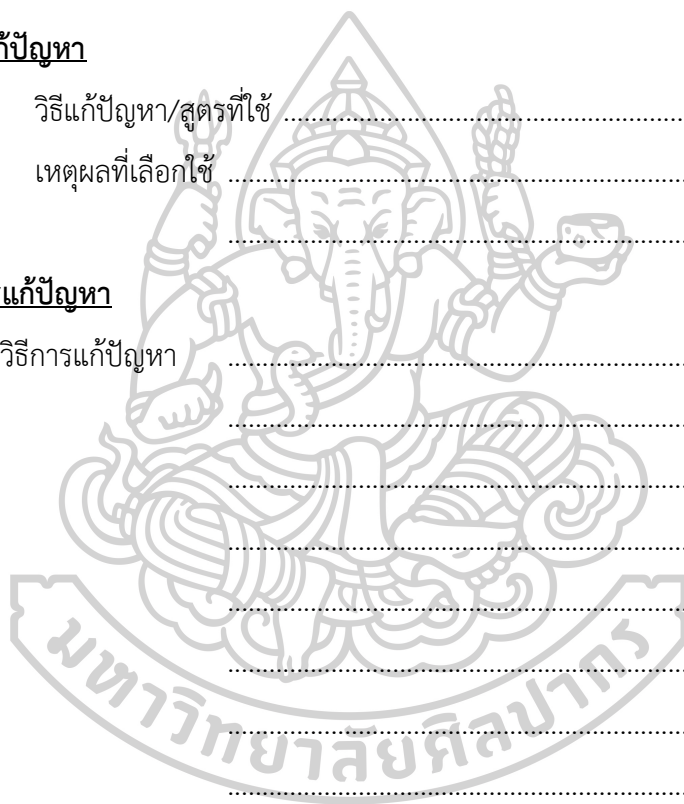 แก้ปัญหา
วิธีแก้ปัญหา/สูตรที่ใช้ ..........................................................
เหตุผลที่เลือกใช้ ..................................................................
..................................................................
แก้ปัญหา
วิธีการแก้ปัญหา ..................................................................
..................................................................
..................................................................
..................................................................
..................................................................
..................................................................
..................................................................
..................................................................
มหาวิทยาลัยศิลปากร